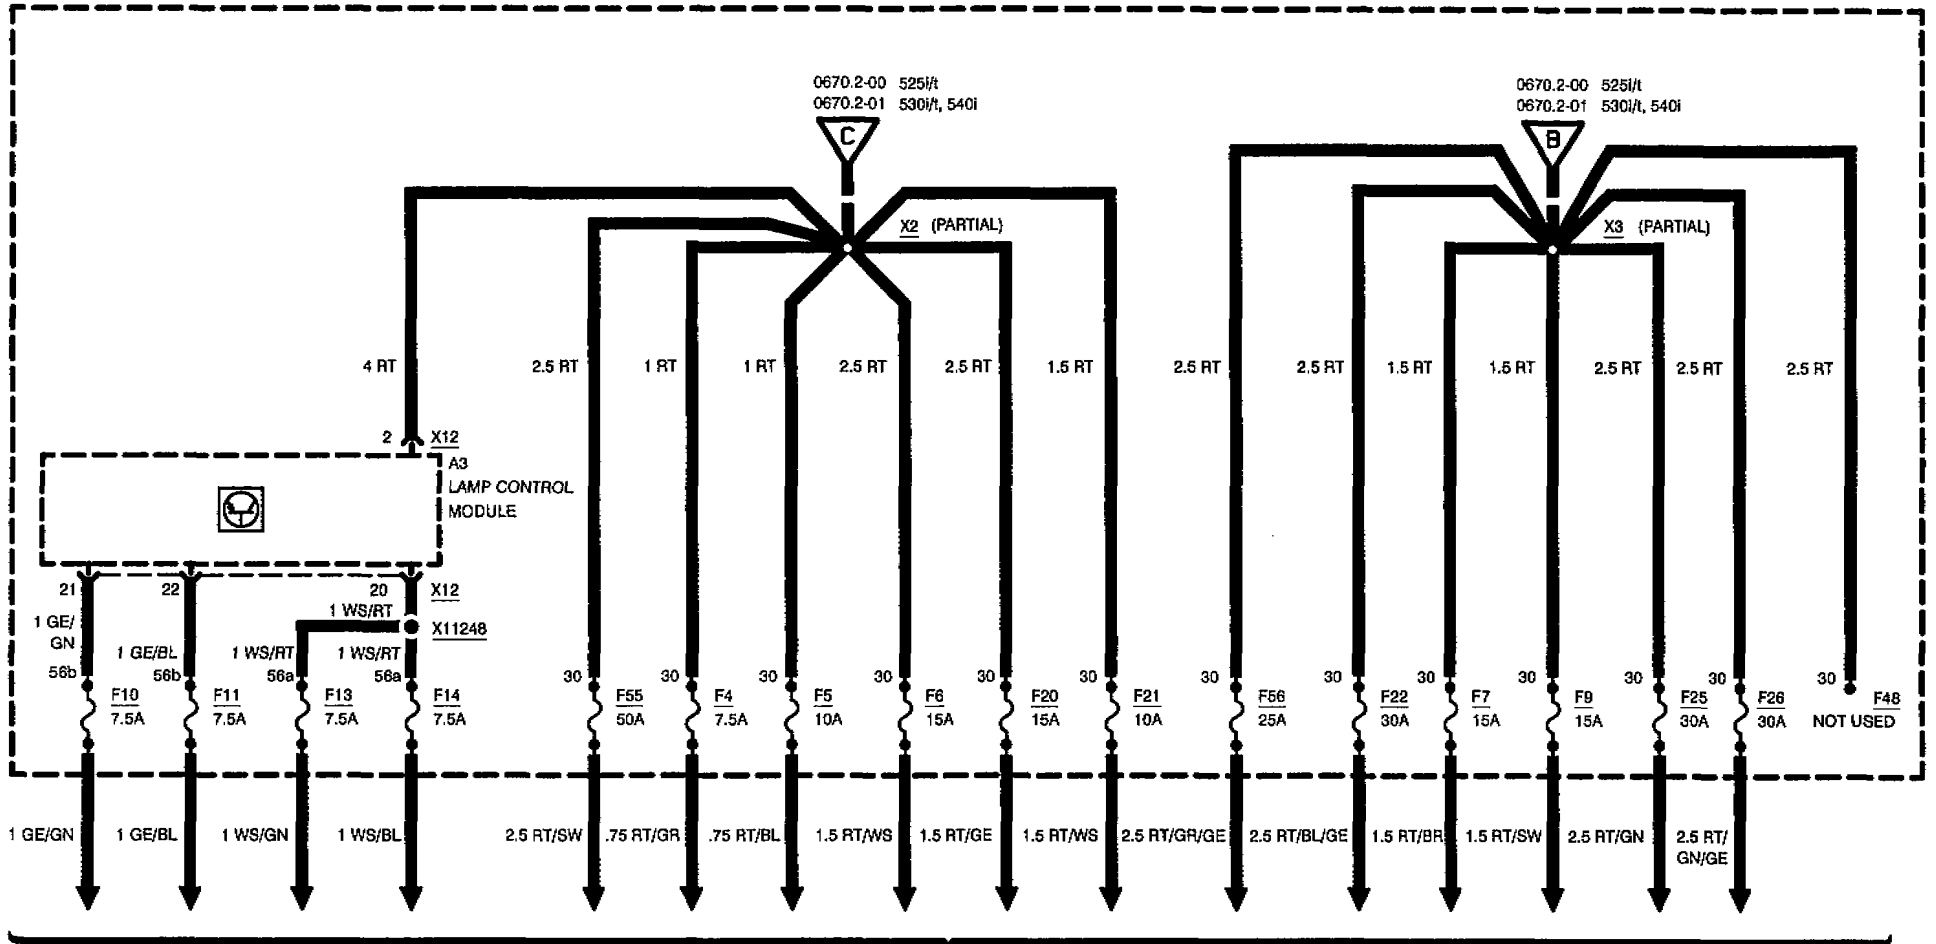 0670.2-00 525i/t
0670.2-01 530i/t, 540i
C
0670.2-00 525i/t
0670.2-01 530i/t, 540i
B
X2 (PARTIAL)
X3 (PARTIAL)
4 RT
2.5 RT
1 RT
1 RT
2.5 RT
2.5 RT
1.5 RT
2.5 RT
2.5 RT
1.5 RT
1.5 RT
2.5 RT
2.5 RT
2.5 RT
2 X12
A3
LAMP CONTROL
MODULE
21
22
20
X12
1 WS/RT
X11248
1 GE/
GN
1 GE/BL
1 WS/RT
1 WS/RT
56b
56b
56a
56a
30
30
30
30
30
30
30
30
30
30
30
30
30
F10
7.5A
F11
7.5A
F13
7.5A
F14
7.5A
F55
50A
F4
7.5A
F5
10A
F6
15A
F20
15A
F21
10A
F56
25A
F22
30A
F7
15A
F9
15A
F25
30A
F26
30A
F48
NOT USED
1 GE/GN
1 GE/BL
1 WS/GN
1 WS/BL
2.5 RT/SW
.75 RT/GR
.75 RT/BL
1.5 RT/WS
1.5 RT/GE
1.5 RT/WS
2.5 RT/GR/GE
2.5 RT/BL/GE
1.5 RT/BR
1.5 RT/SW
2.5 RT/GN
2.5 RT/
GN/GE